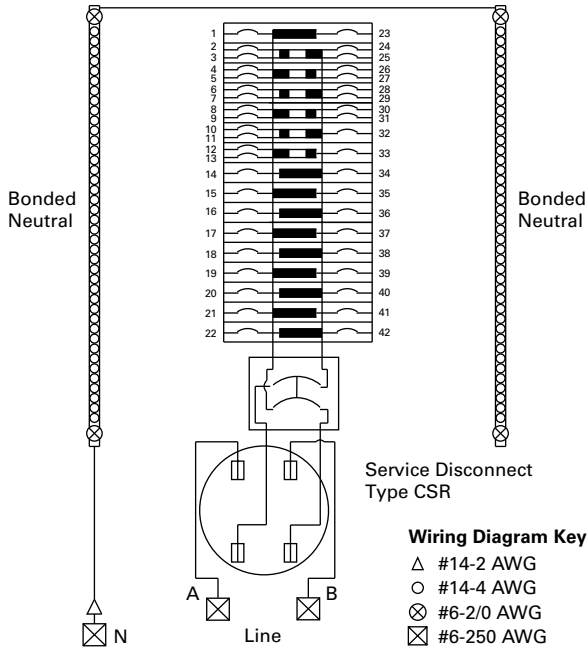 1 23
2 24
3 25
4 26
5 27
6 28
7 29
8 30
9 31
10 32
11
12 33
13
14 34
15 35
16 36
17 37
18 38
19 39
20 40
21 41
22 42
Bonded
Neutral
Bonded
Neutral
Service Disconnect
Type CSR
Wiring Diagram Key
#14-2 AWG
#14-4 AWG
#6-2/0 AWG
#6-250 AWG
A B
N Line